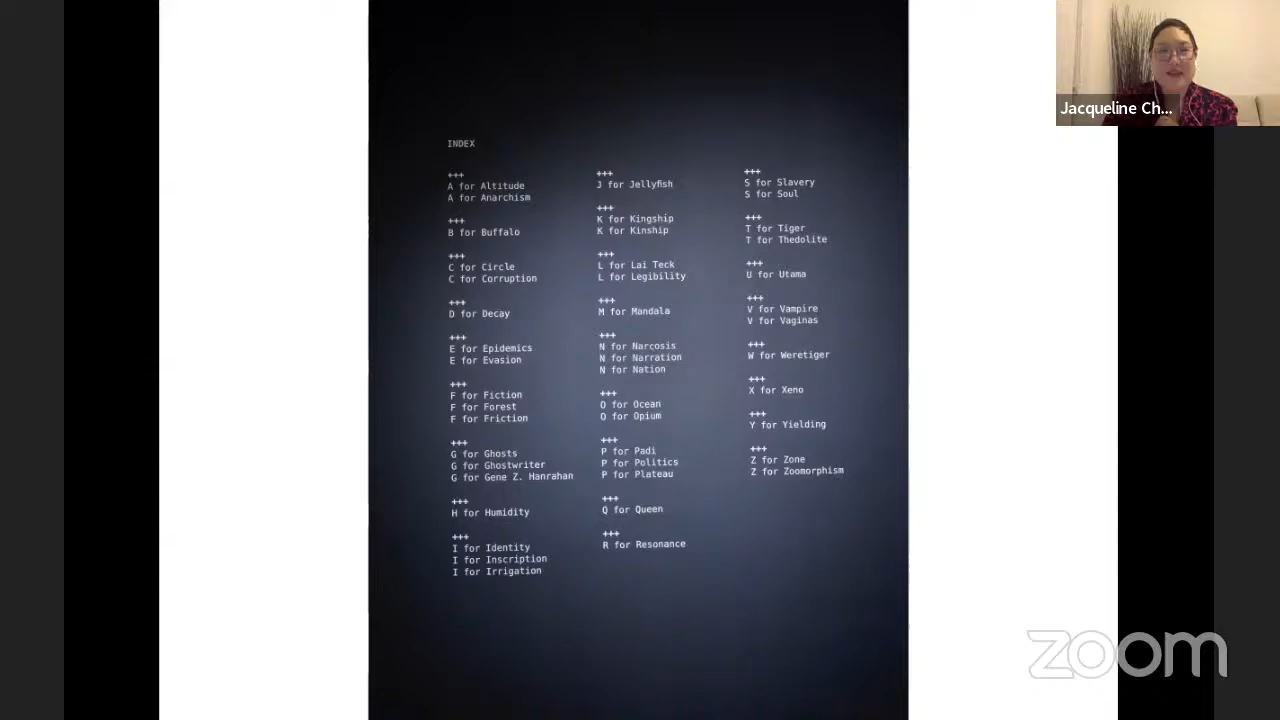 INDEX
+++
A for Altitude
A for Anarchism
+++
B for Buffalo
+++
C for Circle
C for Corruption
+++
D for Decay
+++
E for Epidemics
E for Evasion
+++
F for Fiction
F for Forest
F for Friction
+++
G for Ghosts
G for Ghostwriter
G for Gene Z. Hanrahan
+++
H for Humidity
+++
I for Identity
I for Inscription
I for Irrigation
+++
J for Jellyfish
+++
K for Kingship
K for Kinship
+++
L for Lai Teck
L for Legibility
+++
M for Mandala
+++
N for Narcosis
N for Narration
N for Nation
+++
O for Ocean
O for Opium
+++
P for Padi
P for Politics
P for Plateau
+++
Q for Queen
+++
R for Resonance
+++
S for Slavery
S for Soul
+++
T for Tiger
T for Thedolite
+++
U for Utama
+++
V for Vampire
V for Vaginas
+++
W for Weretiger
+++
X for Xeno
+++
Y for Yielding
+++
Z for Zone
Z for Zoomorphism
Jacqueline Ch...
zoom